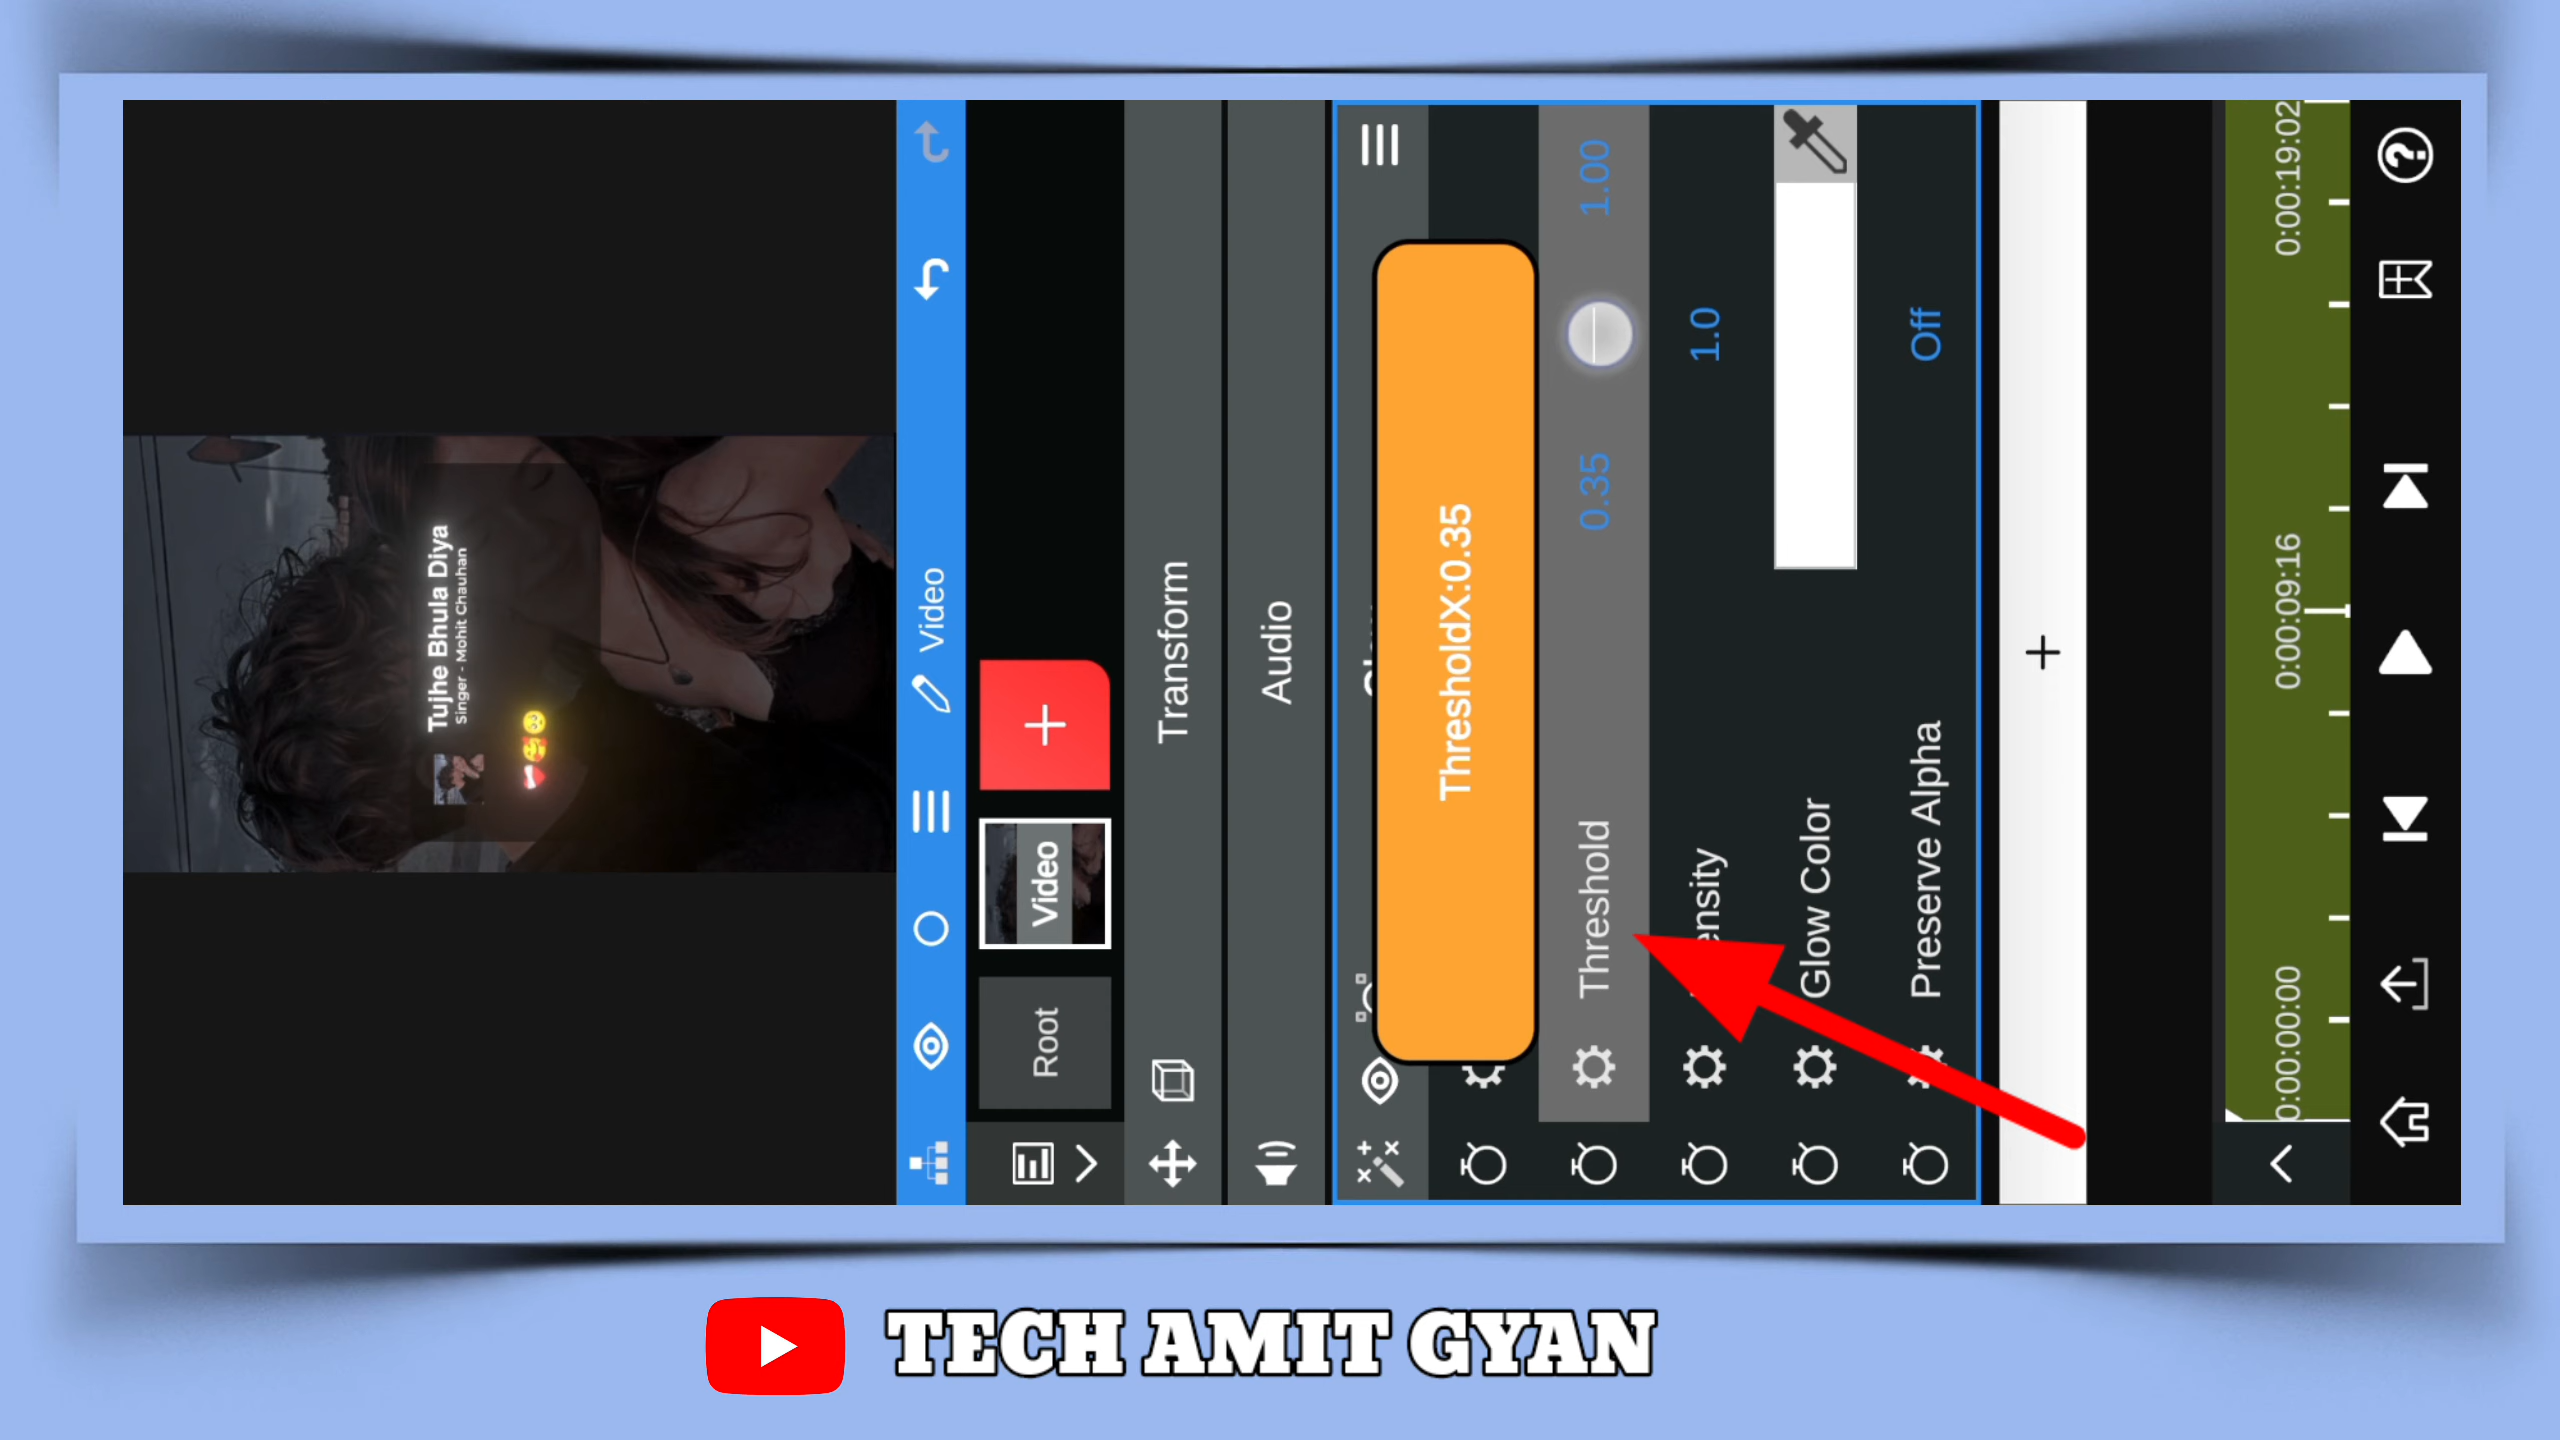 Tujhe Bhula Diya
Singer - Mohit Chauhan
Video
Root
Video
Transform
Audio
ThresholdX:0.35
Threshold
0.35
1.00
1.0
Glow Color
Preserve Alpha
Off
0:00:00:00
0:00:09:16
0:00:19:02
TECH AMIT GYAN